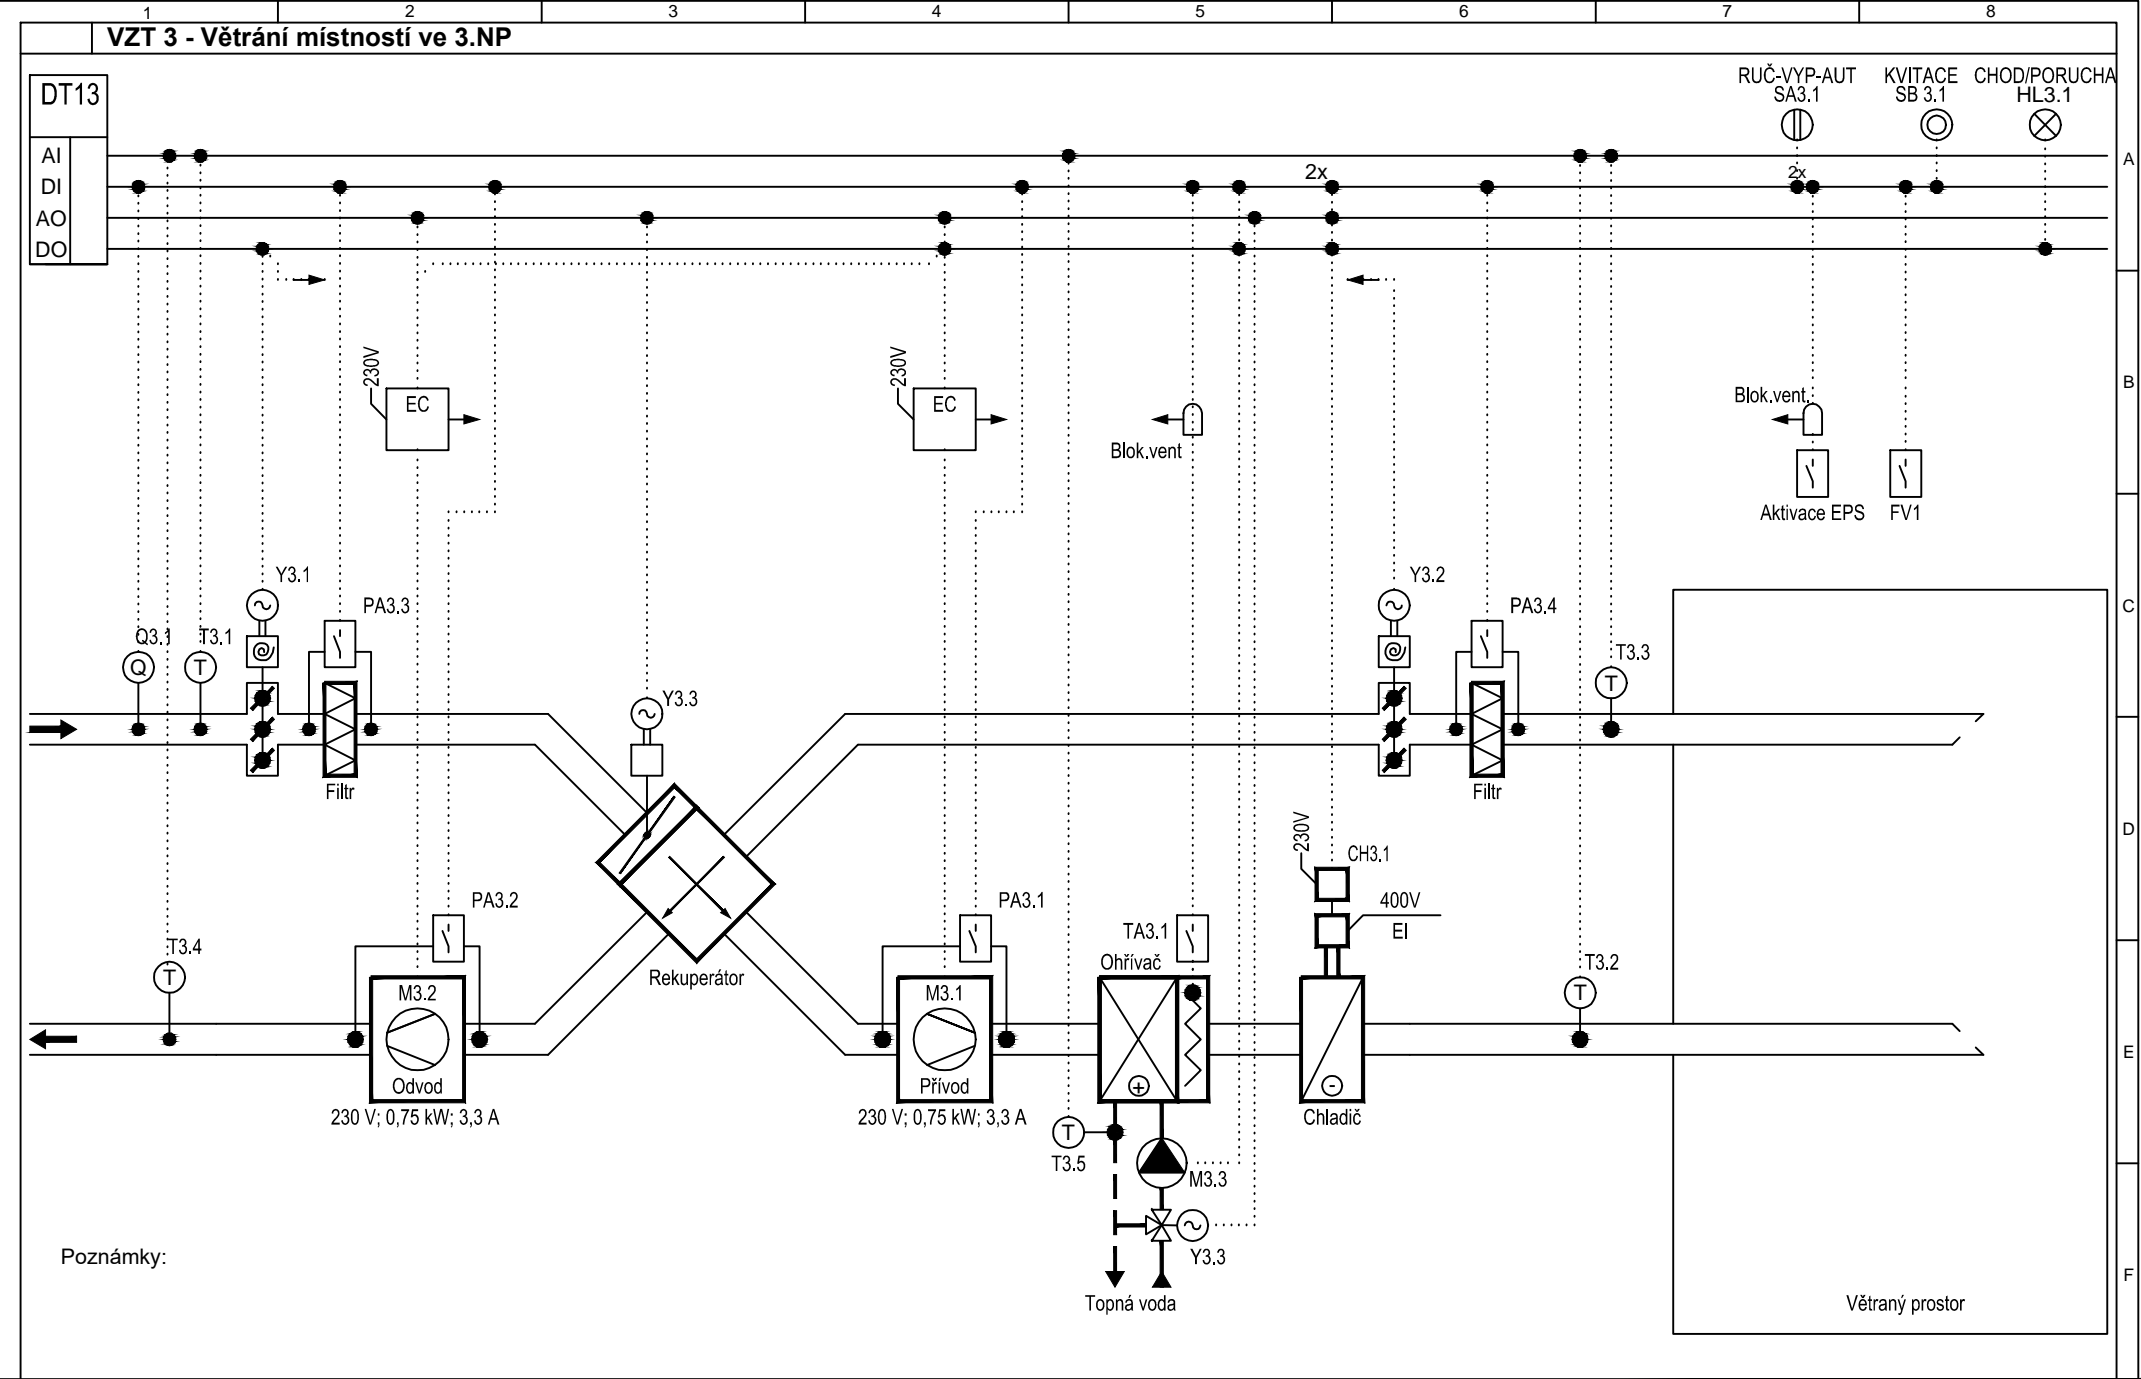 1 2 3 4 5 6 7 8
VZT 3 - Větrání místností ve 3.NP
DT13
RUČ-VYP-AUT
SA3.1
KVITACE
SB 3.1
CHOD/PORUCHA
HL3.1
AI
DI
AO
DO
2x
2x
A
B
C
D
E
F
230V
EC
230V
EC
Blok.vent
Blok.vent.
Aktivace EPS
FV1
Y3.1
PA3.3
Q3.1
T3.1
Y3.3
Y3.2
PA3.4
T3.3
Filtr
Filtr
230V
CH3.1
400V
EI
PA3.2
PA3.1
TA3.1
T3.4
Rekuperátor
Ohřívač
T3.2
Q
T
T
T
T
T
M3.2
Odvod
230 V; 0,75 kW; 3,3 A
M3.1
Přívod
230 V; 0,75 kW; 3,3 A
+
-
Chladič
T3.5
M3.3
Y3.3
Poznámky:
Topná voda
Větraný prostor